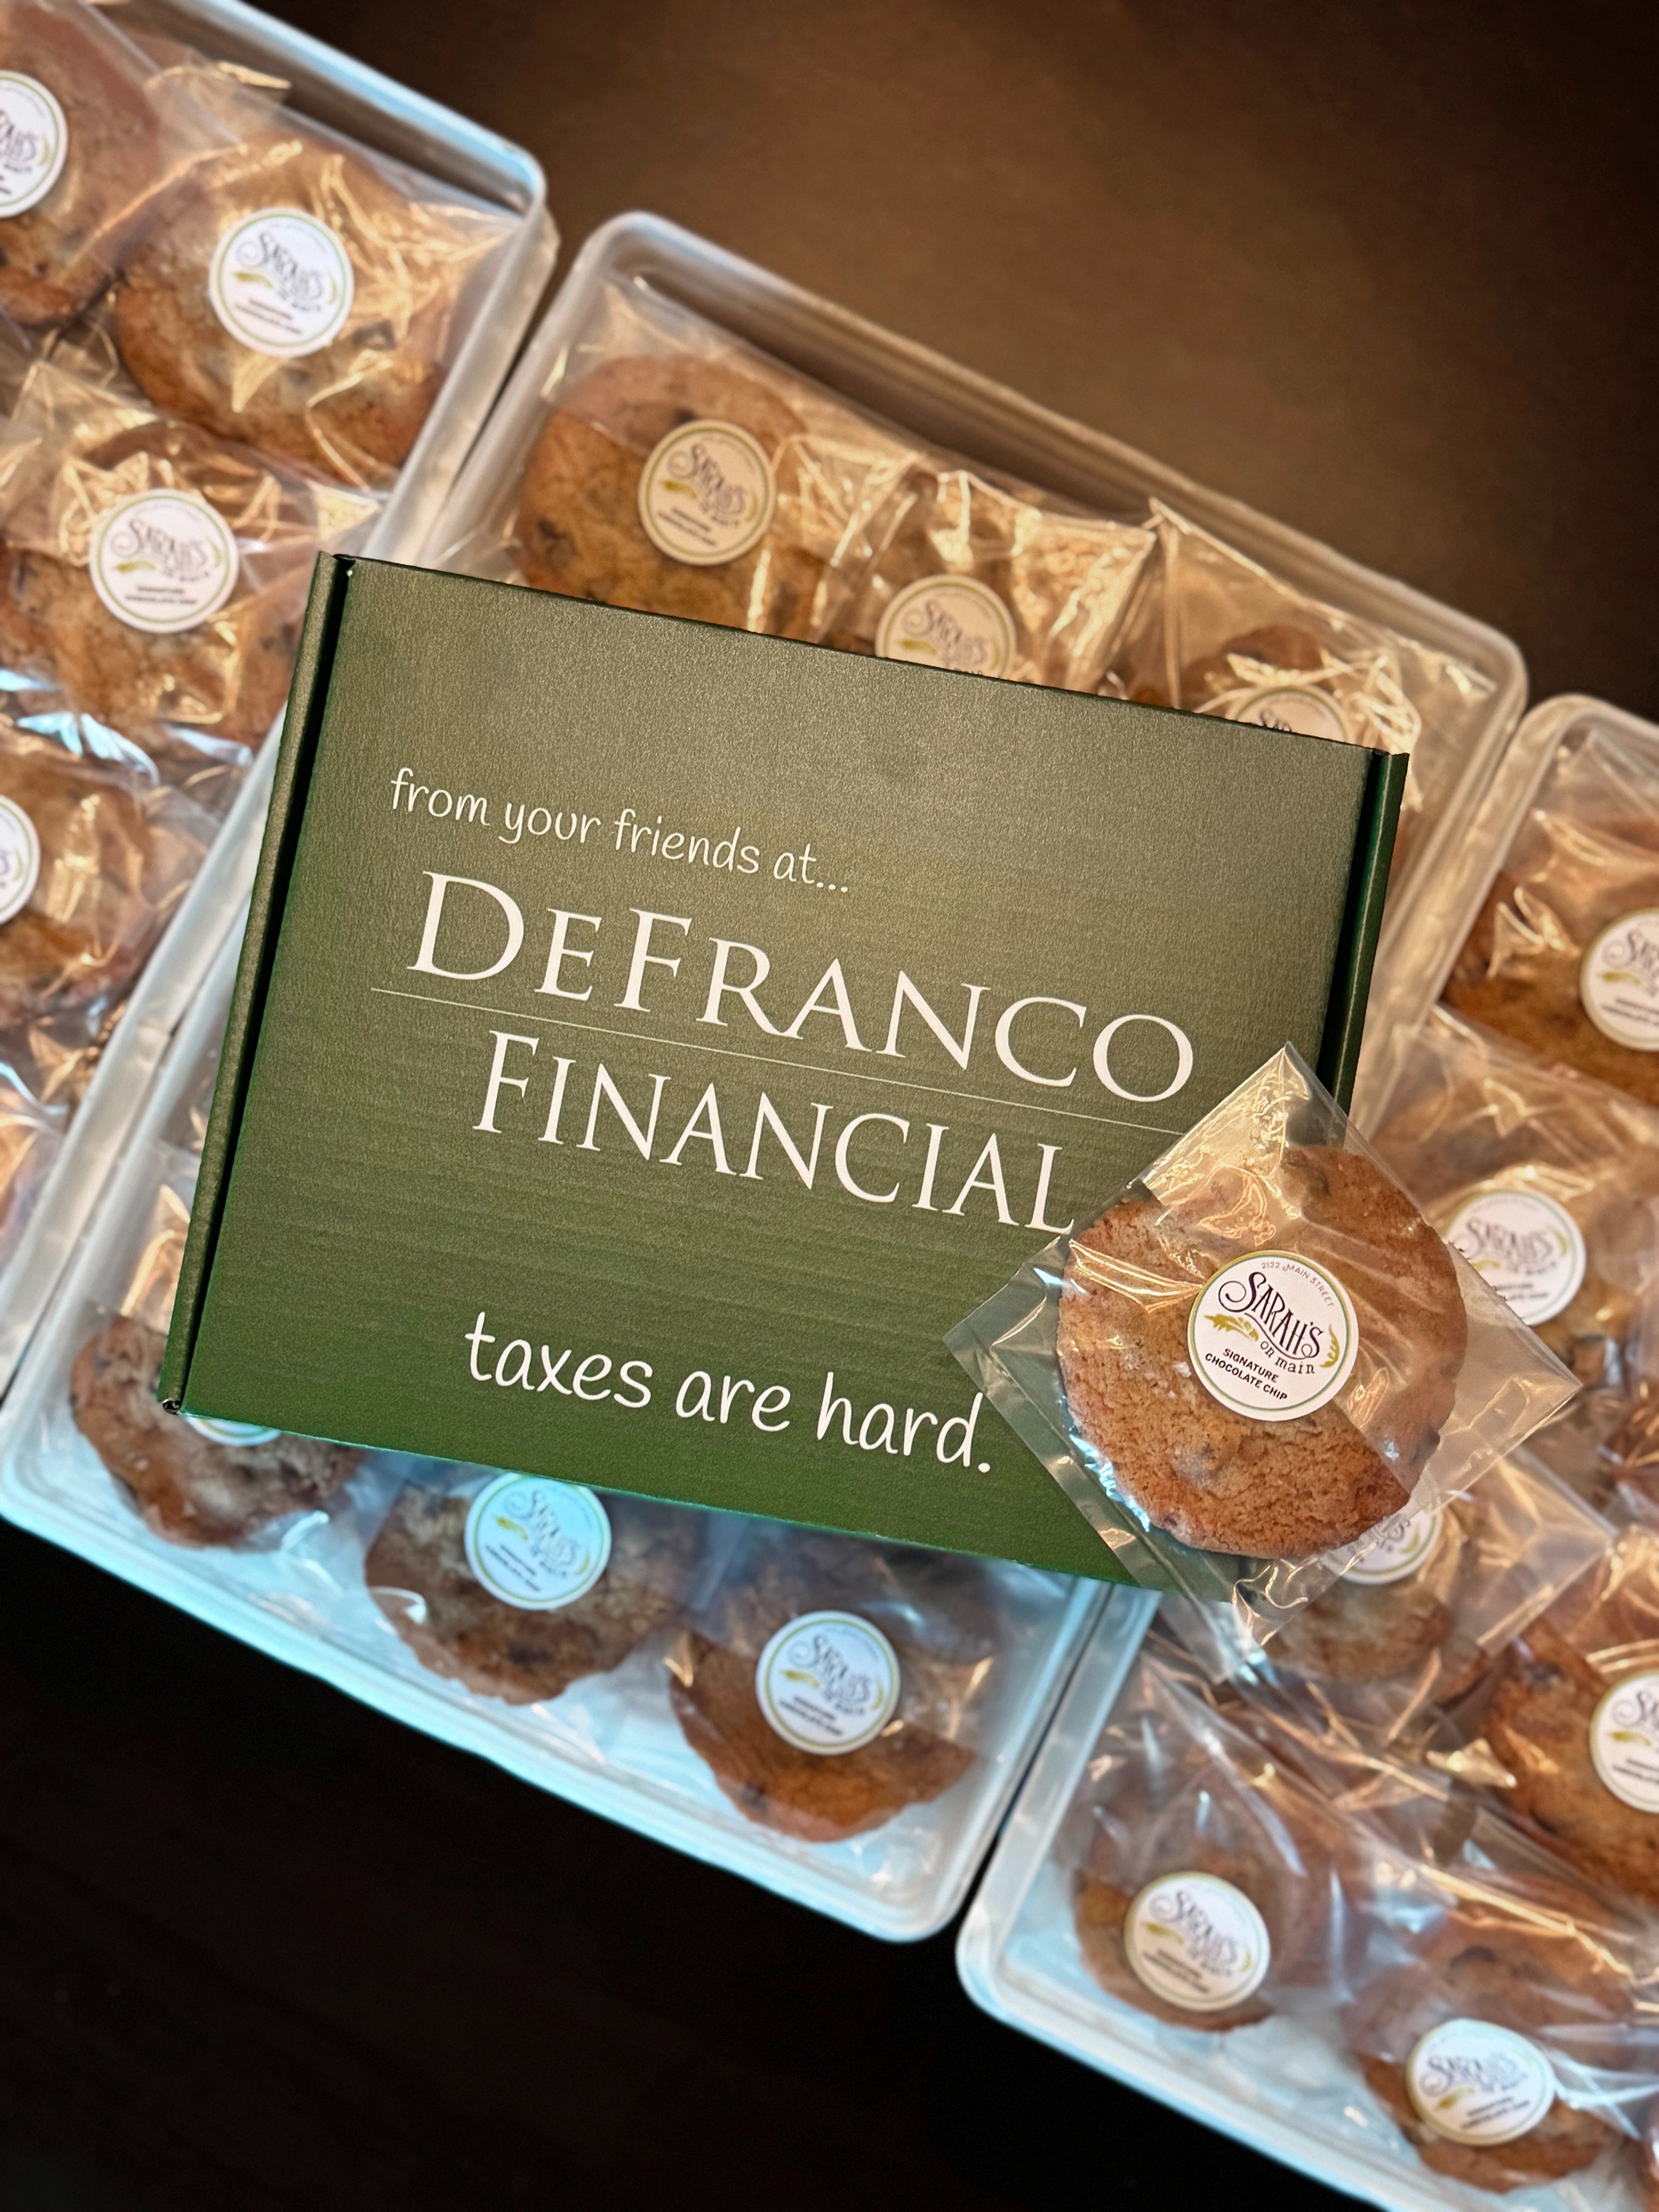 from your friends at...
DEFRANCO
FINANCIAL
taxes are hard.
2122 MAIN STREET
SARAH'S
on main
SIGNATURE
CHOCOLATE CHIP